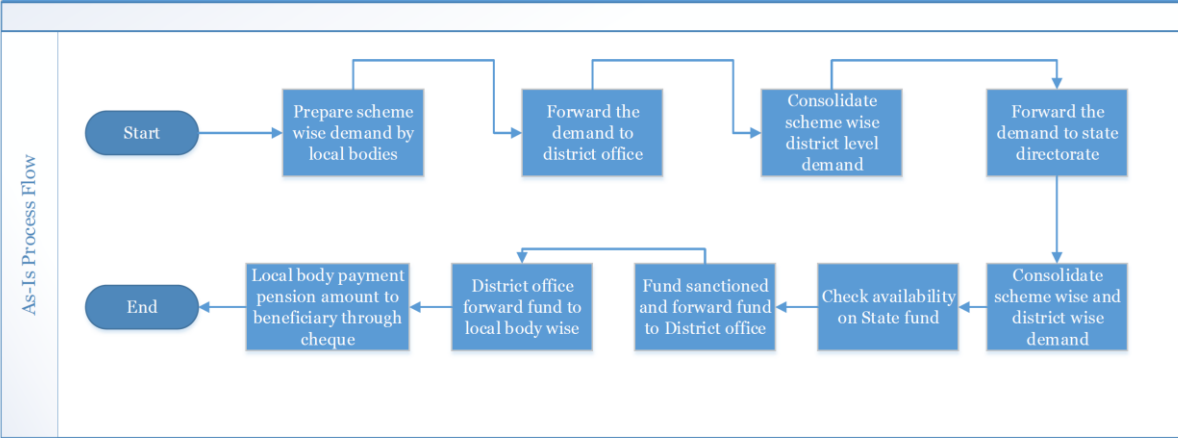 As-Is Process Flow
Start
Prepare scheme
wise demand by
local bodies
Forward the
demand to
district office
Consolidate
scheme wise
district level
demand
Forward the
demand to state
directorate
Consolidate
scheme wise and
district wise
demand
Check availability
on State fund
Fund sanctioned
and forward fund
to District office
District office
forward fund to
local body wise
Local body payment
pension amount to
beneficiary through
cheque
End